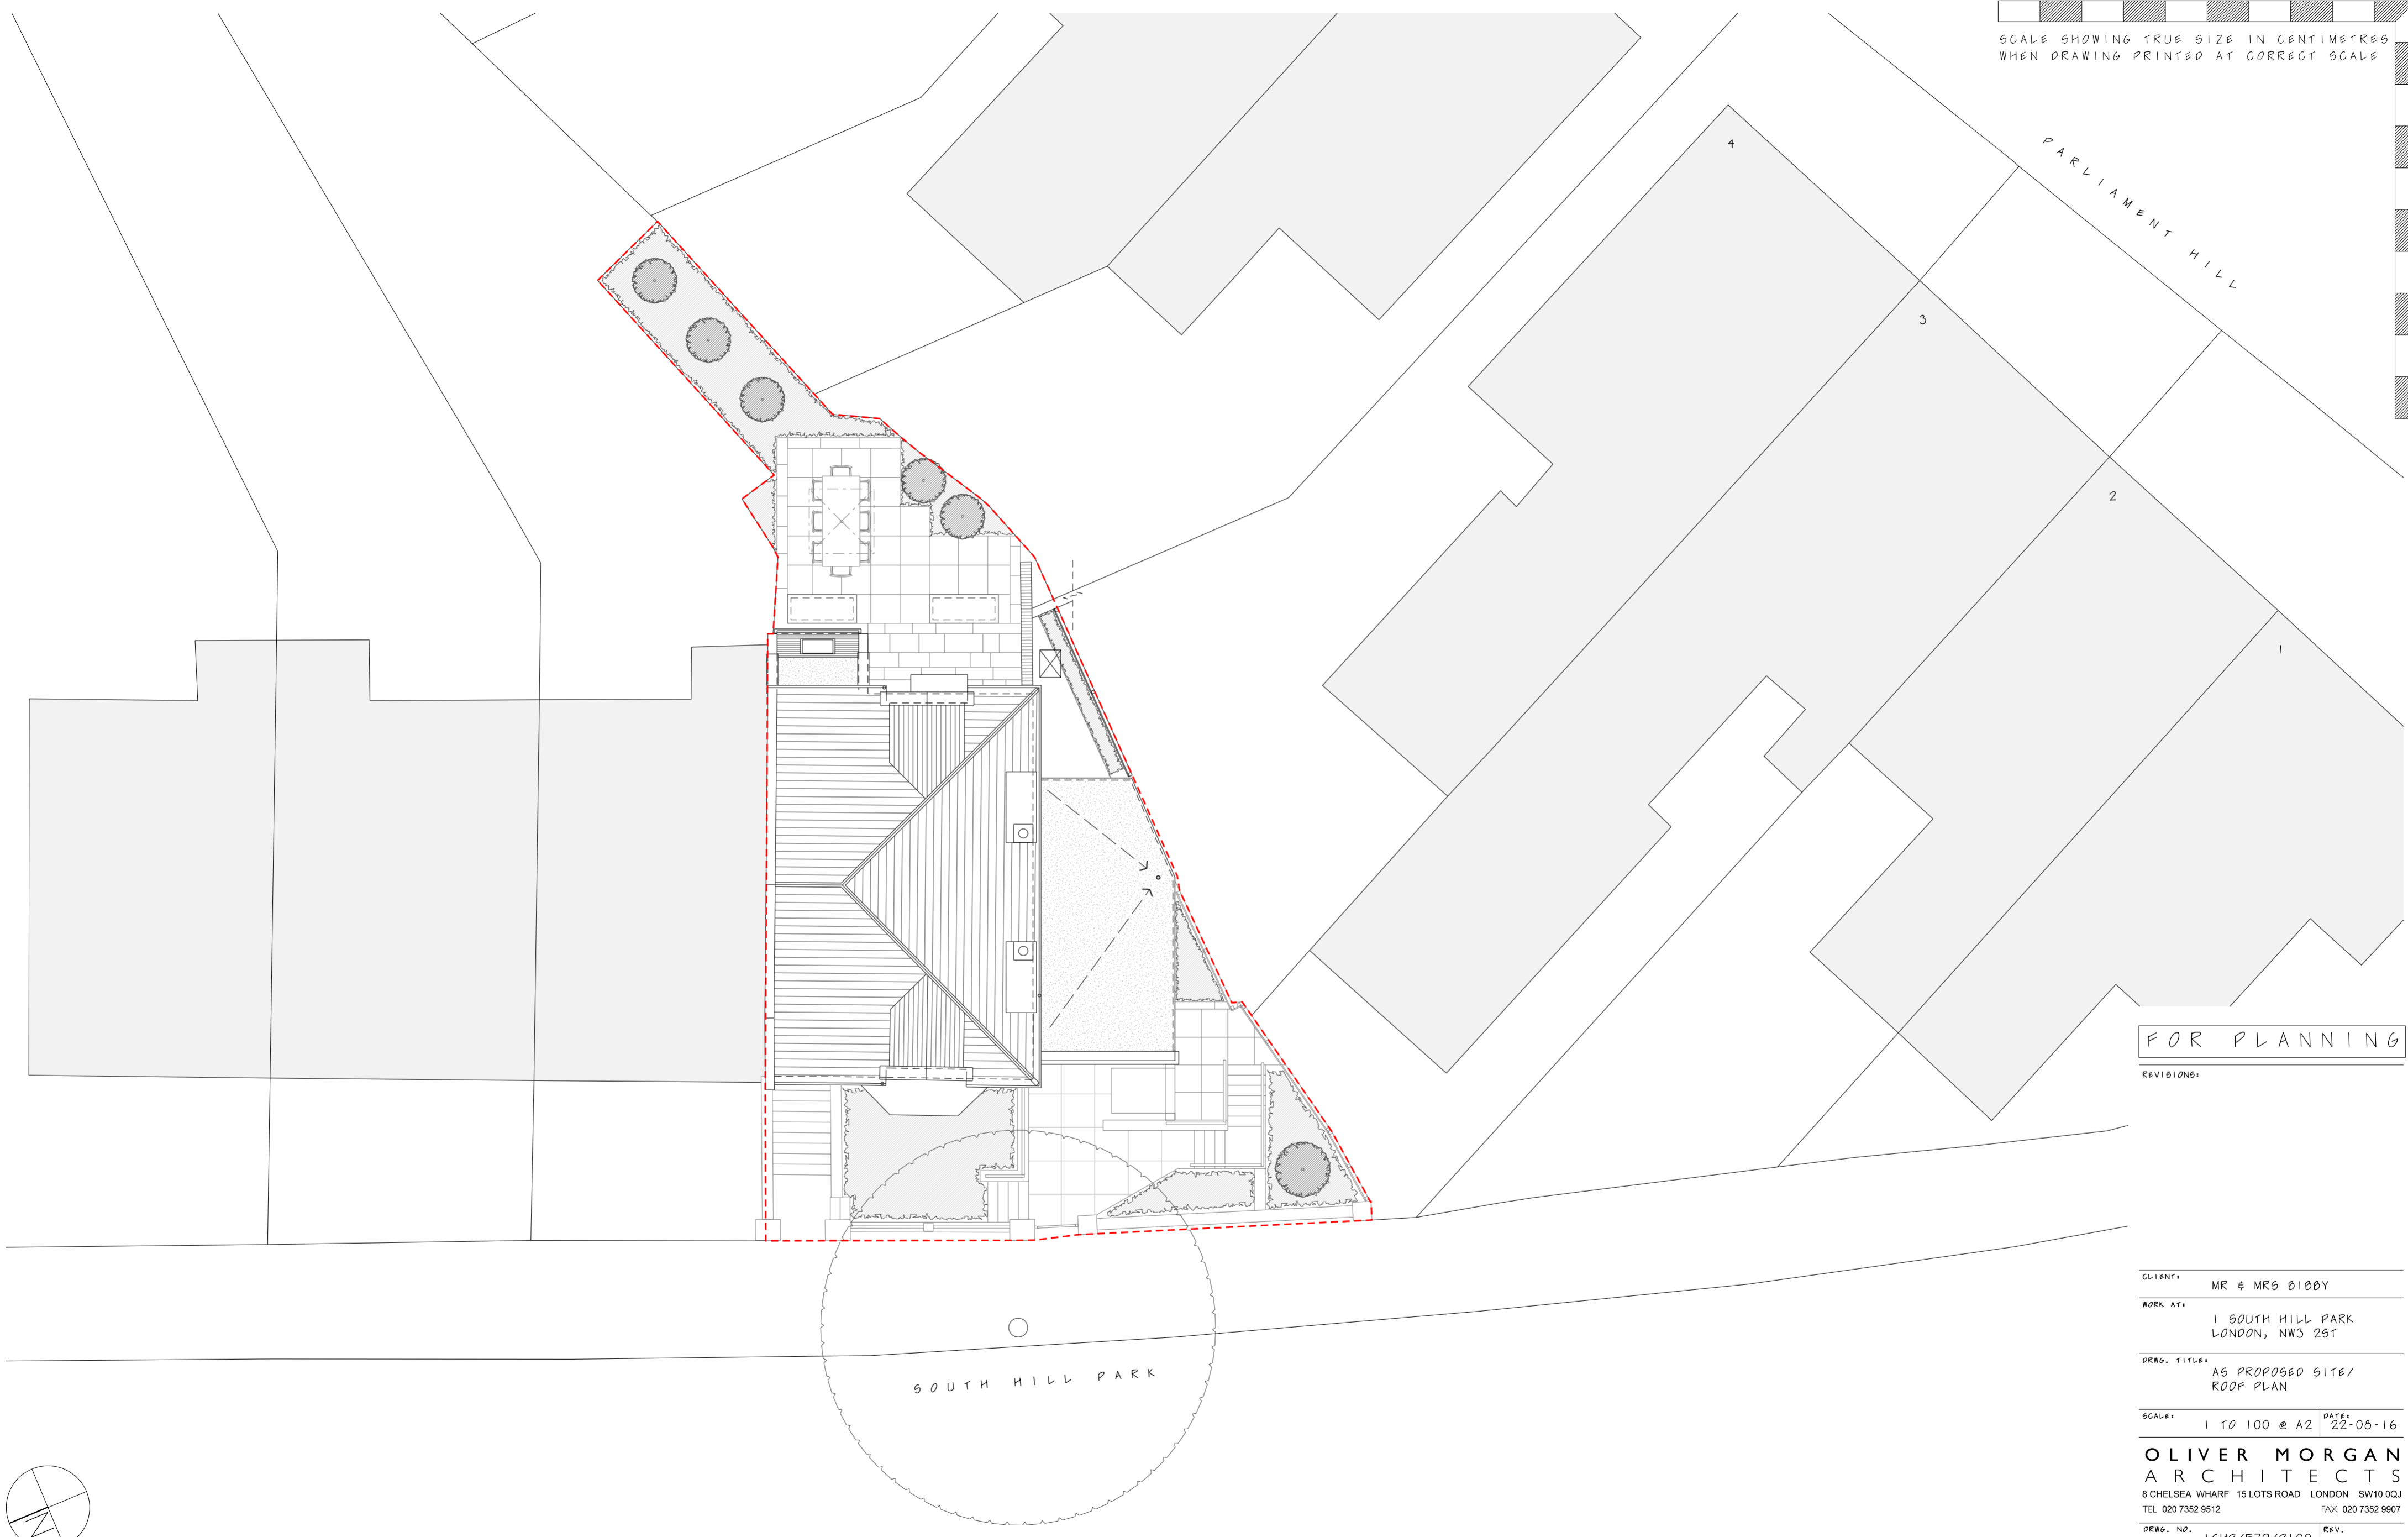 SCALE SHOWING TRUE SIZE IN CENTIMETRES
WHEN DRAWING PRINTED AT CORRECT SCALE
PARLIAMENT HILL
4
3
2
1
FOR PLANNING
REVISIONS:
CLIENT: MR & MRS BIBBY
WORK AT: 1 SOUTH HILL PARK
LONDON, NW3 2ST
DRWG. TITLE: AS PROPOSED SITE/
ROOF PLAN
SCALE: 1 TO 100 @ A2 DATE: 22-08-16
OLIVER MORGAN
ARCHITECTS
8 CHELSEA WHARF 15 LOTS ROAD LONDON SW10 0QJ
TEL 020 7352 9512 FAX 020 7352 9907
DRWG. NO. REV.
SOUTH HILL PARK
N